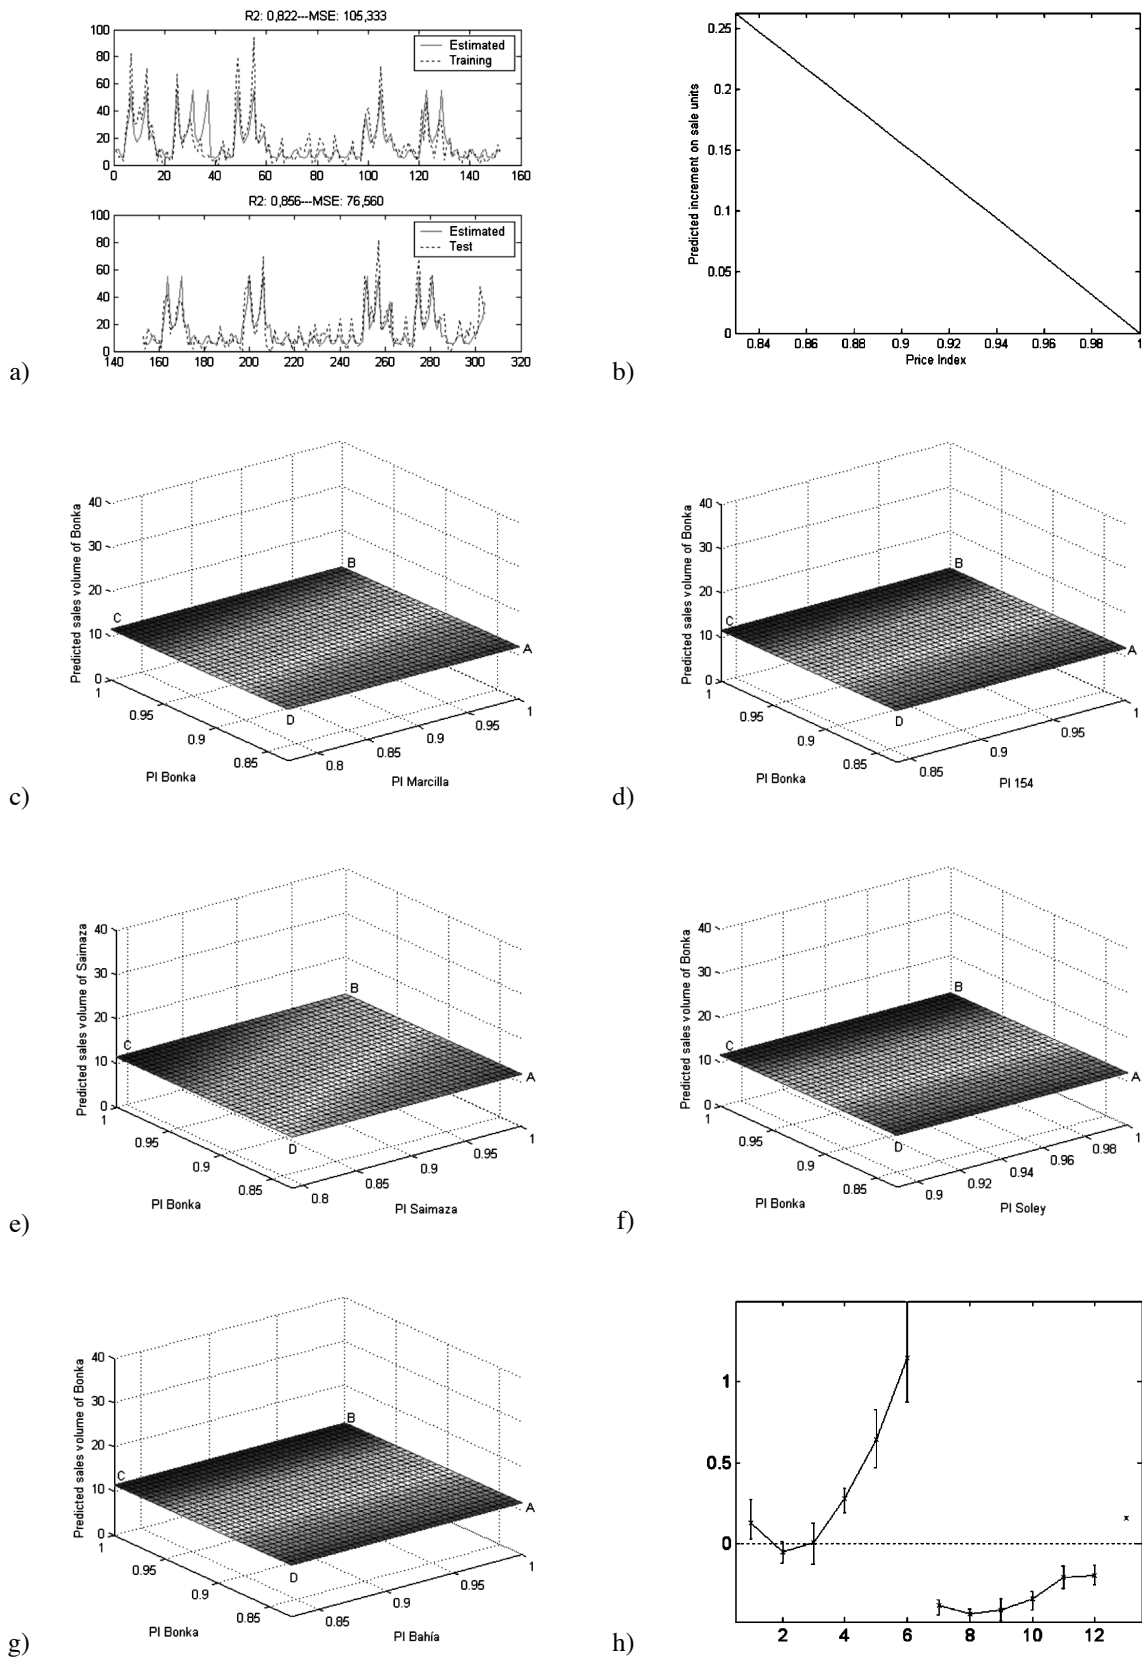 R2: 0,822---MSE: 105,333
100
80
60
40
20
0
Estimated
Training
0 20 40 60 80 100 120 140 160
R2: 0,856---MSE: 76,560
100
80
60
40
20
0
Estimated
Test
140 160 180 200 220 240 260 280 300 320
a)
Predicted increment on sale units
0.25
0.2
0.15
0.1
0.05
0
0.84 0.86 0.88 0.9 0.92 0.94 0.96 0.98 1
Price Index
b)
Predicted sales volume of Bonka
40
30
20
10
0
B
C
A
D
1
0.95
0.9
0.85
PI Bonka
0.8
0.85
0.9
0.95
1
PI Marcilla
c)
Predicted sales volume of Bonka
40
30
20
10
0
B
C
A
D
1
0.95
0.9
0.85
PI Bonka
0.85
0.9
0.95
1
PI 154
d)
Predicted sales volume of Saimaza
40
30
20
10
0
B
C
A
D
1
0.95
0.9
0.85
PI Bonka
0.8
0.85
0.9
0.95
1
PI Saimaza
e)
Predicted sales volume of Bonka
40
30
20
10
0
B
C
A
D
1
0.95
0.9
0.85
PI Bonka
0.9
0.92
0.94
0.96
0.98
1
PI Soley
f)
Predicted sales volume of Bonka
40
30
20
10
0
B
C
A
D
1
0.95
0.9
0.85
PI Bonka
0.85
0.9
0.95
1
PI Bahía
g)
1
0.5
0
2 4 6 8 10 12
h)